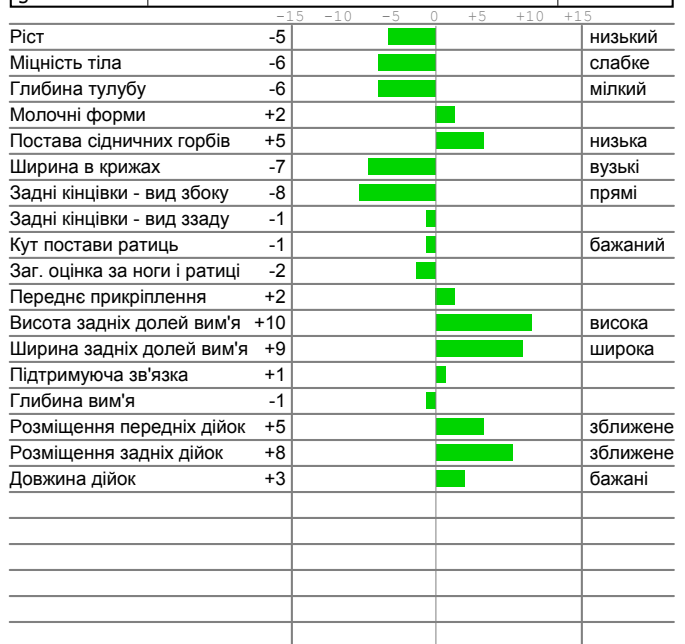 -15 -10 -5 0 +5 +10 +15
Ріст -5 низький
Міцність тіла -6 слабке
Глибина тулубу -6 мілкий
Молочні форми +2
Постава сідничних горбів +5 низька
Ширина в крижах -7 вузькі
Задні кінцівки - вид збоку -8 прямі
Задні кінцівки - вид ззаду -1
Кут постави ратиць -1 бажаний
Заг. оцінка за ноги і ратиці -2
Переднє прикріплення +2
Висота задніх долей вим'я +10 висока
Ширина задніх долей вим'я +9 широка
Підтримуюча зв'язка +1
Глибина вим'я -1
Розміщення передніх дійок +5 зближене
Розміщення задніх дійок +8 зближене
Довжина дійок +3 бажані